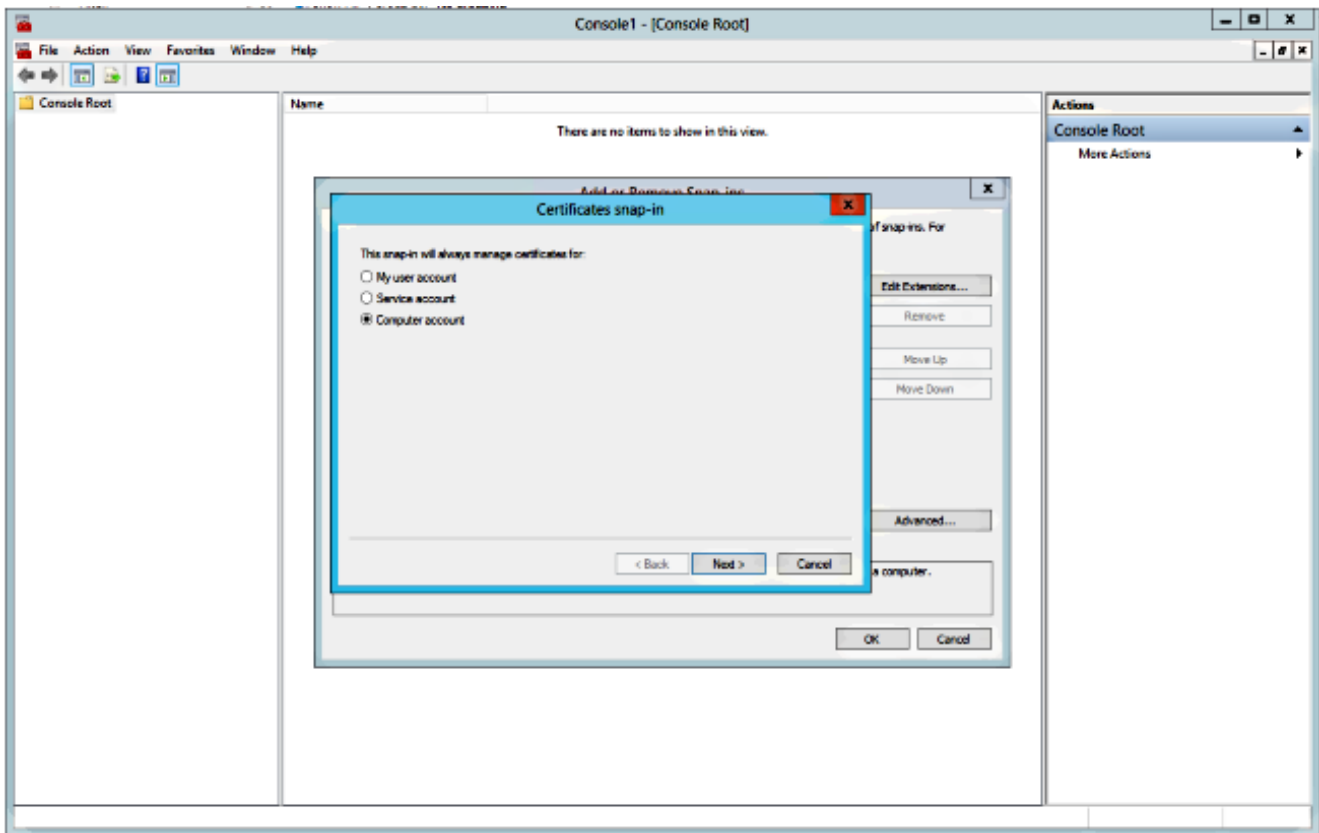 Console1 - [Console Root]
File Action View Favorites Window Help
Console Root
Name
There are no items to show in this view.
Actions
Console Root
More Actions
Add or Remove Snap-ins
Certificates snap-in
of snap-ins. For
This snap-in will always manage certificates for:
My user account
Service account
Computer account
Edit Extensions...
Remove
Move Up
Move Down
Advanced...
< Back Next > Cancel
a computer.
OK Cancel